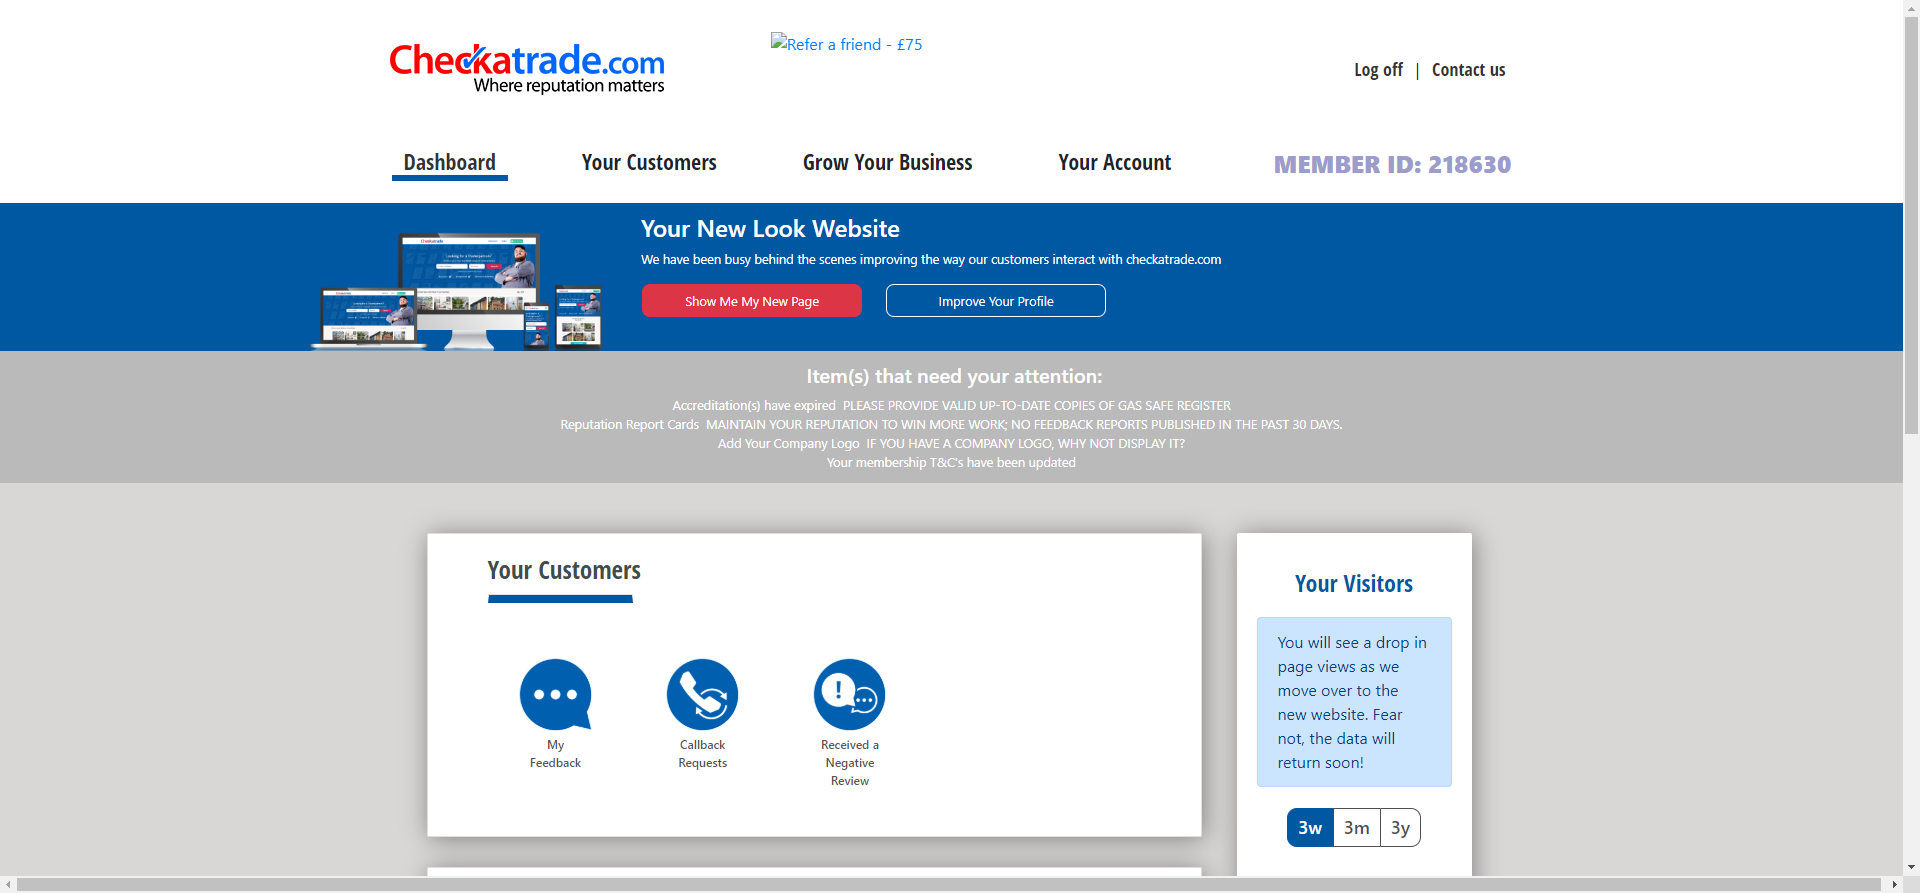 Checkatrade.com
Where reputation matters
Refer a friend - £75
Log off | Contact us
Dashboard
Your Customers
Grow Your Business
Your Account
MEMBER ID: 218630
Your New Look Website
We have been busy behind the scenes improving the way our customers interact with checkatrade.com
Show Me My New Page
Improve Your Profile
Item(s) that need your attention:
Accreditation(s) have expired PLEASE PROVIDE VALID UP-TO-DATE COPIES OF GAS SAFE REGISTER
Reputation Report Cards MAINTAIN YOUR REPUTATION TO WIN MORE WORK; NO FEEDBACK REPORTS PUBLISHED IN THE PAST 30 DAYS.
Add Your Company Logo IF YOU HAVE A COMPANY LOGO, WHY NOT DISPLAY IT?
Your membership T&C's have been updated
Your Customers
My
Feedback
Callback
Requests
Received a
Negative
Review
Your Visitors
You will see a drop in
page views as we
move over to the
new website. Fear
not, the data will
return soon!
3w
3m
3y